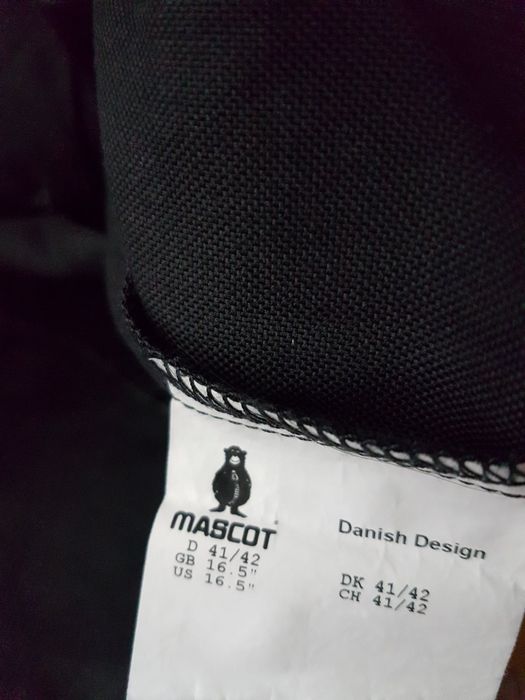 MASCOT
Danish Design
D 41/42
GB 16.5"
US 16.5"
DK 41/42
CH 41/42